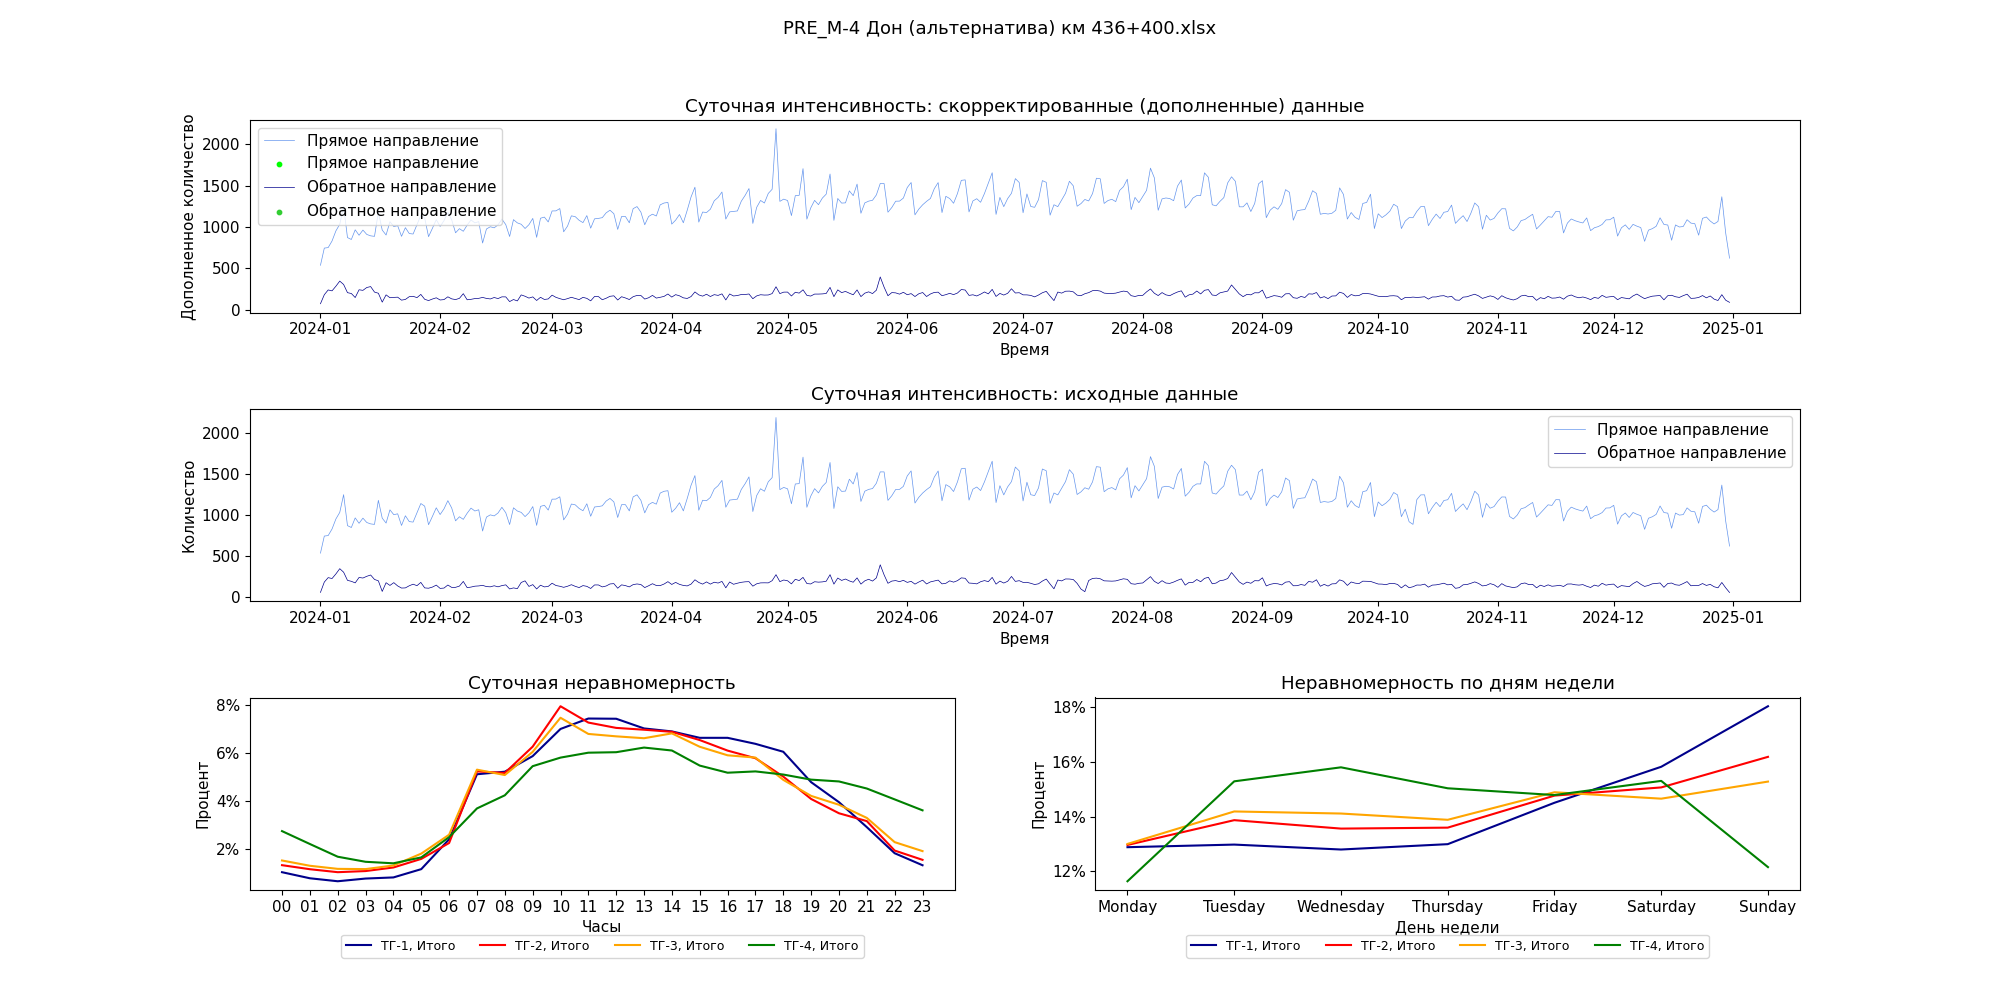 PRE_M-4 Дон (альтернатива) км 436+400.xlsx
Суточная интенсивность: скорректированные (дополненные) данные
Дополненное количество
2000
1500
1000
500
0
Прямое направление
Прямое направление
Обратное направление
Обратное направление
2024-01 2024-02 2024-03 2024-04 2024-05 2024-06 2024-07 2024-08 2024-09 2024-10 2024-11 2024-12 2025-01
Время
Суточная интенсивность: исходные данные
Количество
2000
1500
1000
500
0
Прямое направление
Обратное направление
2024-01 2024-02 2024-03 2024-04 2024-05 2024-06 2024-07 2024-08 2024-09 2024-10 2024-11 2024-12 2025-01
Время
Суточная неравномерность
Процент
8%
6%
4%
2%
00 01 02 03 04 05 06 07 08 09 10 11 12 13 14 15 16 17 18 19 20 21 22 23
Часы
ТГ-1, Итого ТГ-2, Итого ТГ-3, Итого ТГ-4, Итого
Неравномерность по дням недели
Процент
18%
16%
14%
12%
Monday Tuesday Wednesday Thursday Friday Saturday Sunday
День недели
ТГ-1, Итого ТГ-2, Итого ТГ-3, Итого ТГ-4, Итого